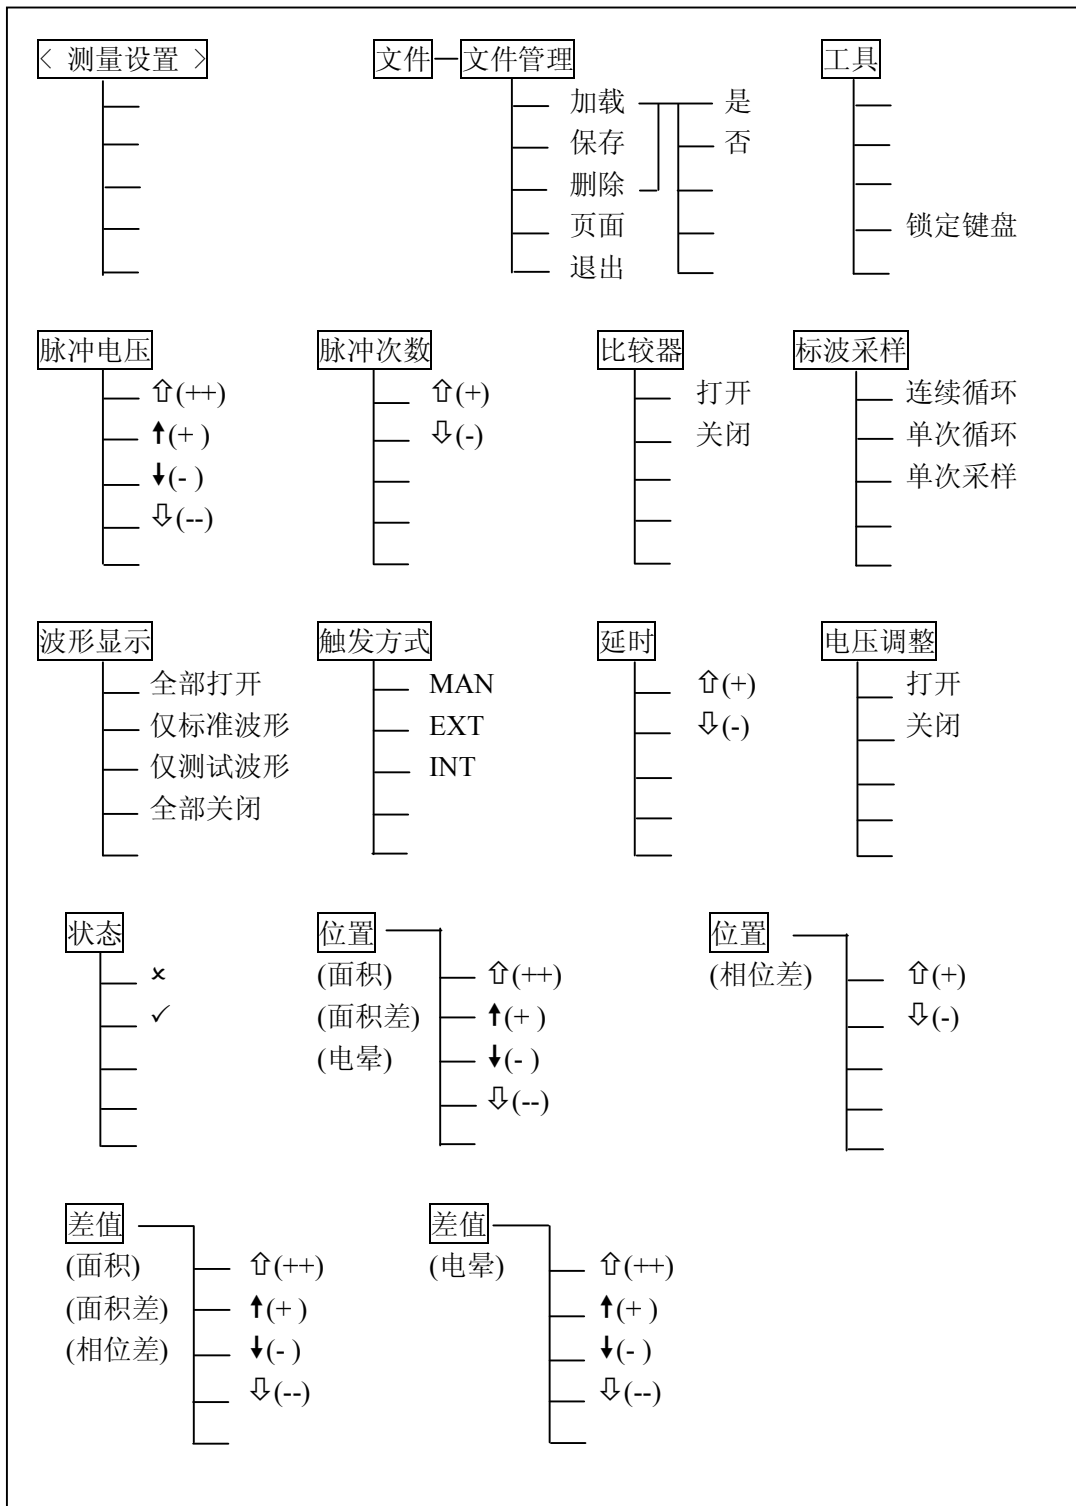 < 测量设置 >
文件 文件管理
加载 是
保存 否
删除
页面
退出
工具
锁定键盘
脉冲电压
⇧(++)
↑(+ )
↓(- )
⇩(--)
脉冲次数
⇧(+)
⇩(-)
比较器
打开
关闭
标波采样
连续循环
单次循环
单次采样
波形显示
全部打开
仅标准波形
仅测试波形
全部关闭
触发方式
MAN
EXT
INT
延时
⇧(+)
⇩(-)
电压调整
打开
关闭
状态
×
✓
位置
(面积)
(面积差)
(电晕)
⇧(++)
↑(+ )
↓(- )
⇩(--)
位置
(相位差)
⇧(+)
⇩(-)
差值
(面积)
(面积差)
(相位差)
⇧(++)
↑(+ )
↓(- )
⇩(--)
差值
(电晕)
⇧(++)
↑(+ )
↓(- )
⇩(--)